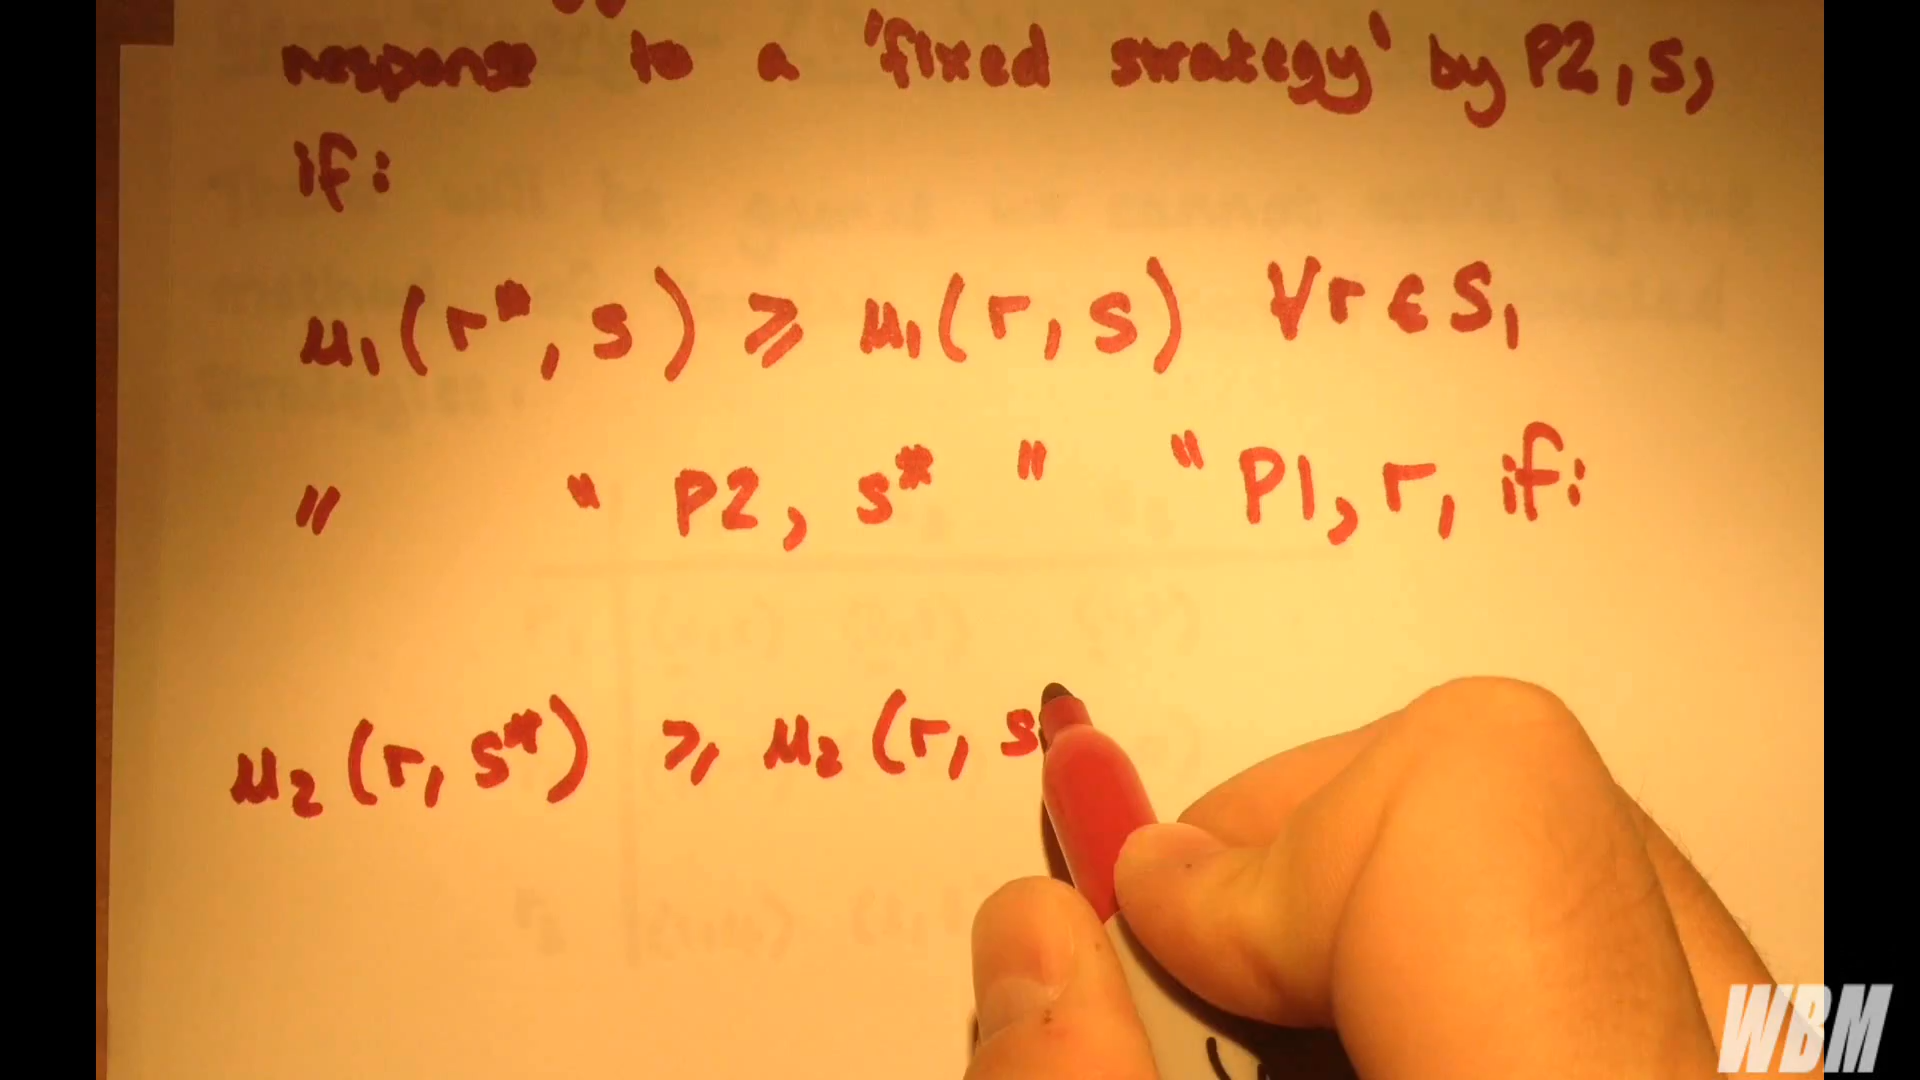 response to a 'fixed strategy' by P2, s,
if:
u₁(r*, s) ⩾ u₁(r, s) ∀r ∈ S₁
" " P2, s* " " P1, r, if:
u₂(r, s*) ⩾ u₂(r, s
WBM